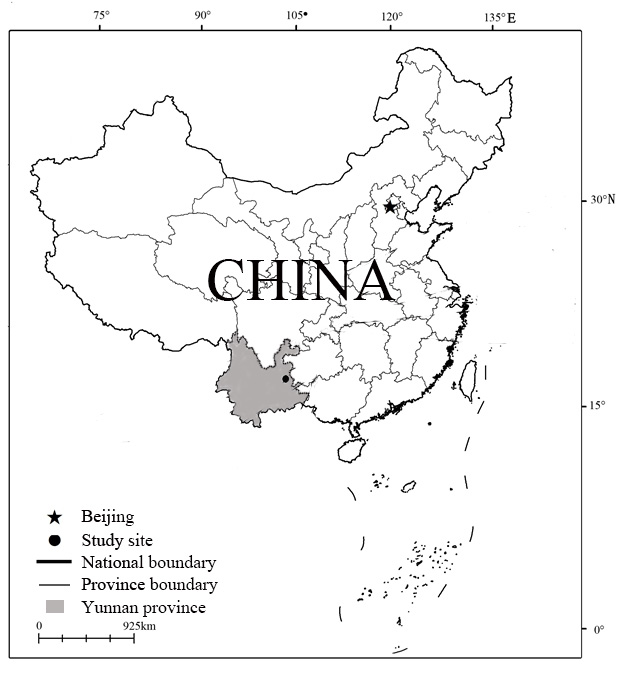 75° 90° 105° 120° 135°E
30°N
CHINA
15°
Beijing
Study site
National boundary
Province boundary
Yunnan province
0 925km
0°